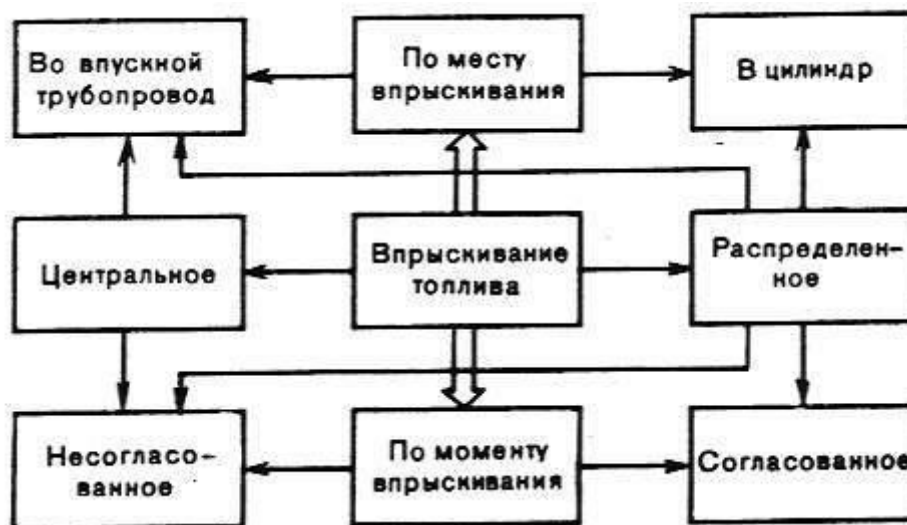 Во впускной
трубопровод
По месту
впрыскивания
В цилиндр
Центральное
Впрыскивание
топлива
Распределен-
ное
Несогласо-
ванное
По моменту
впрыскивания
Согласованное